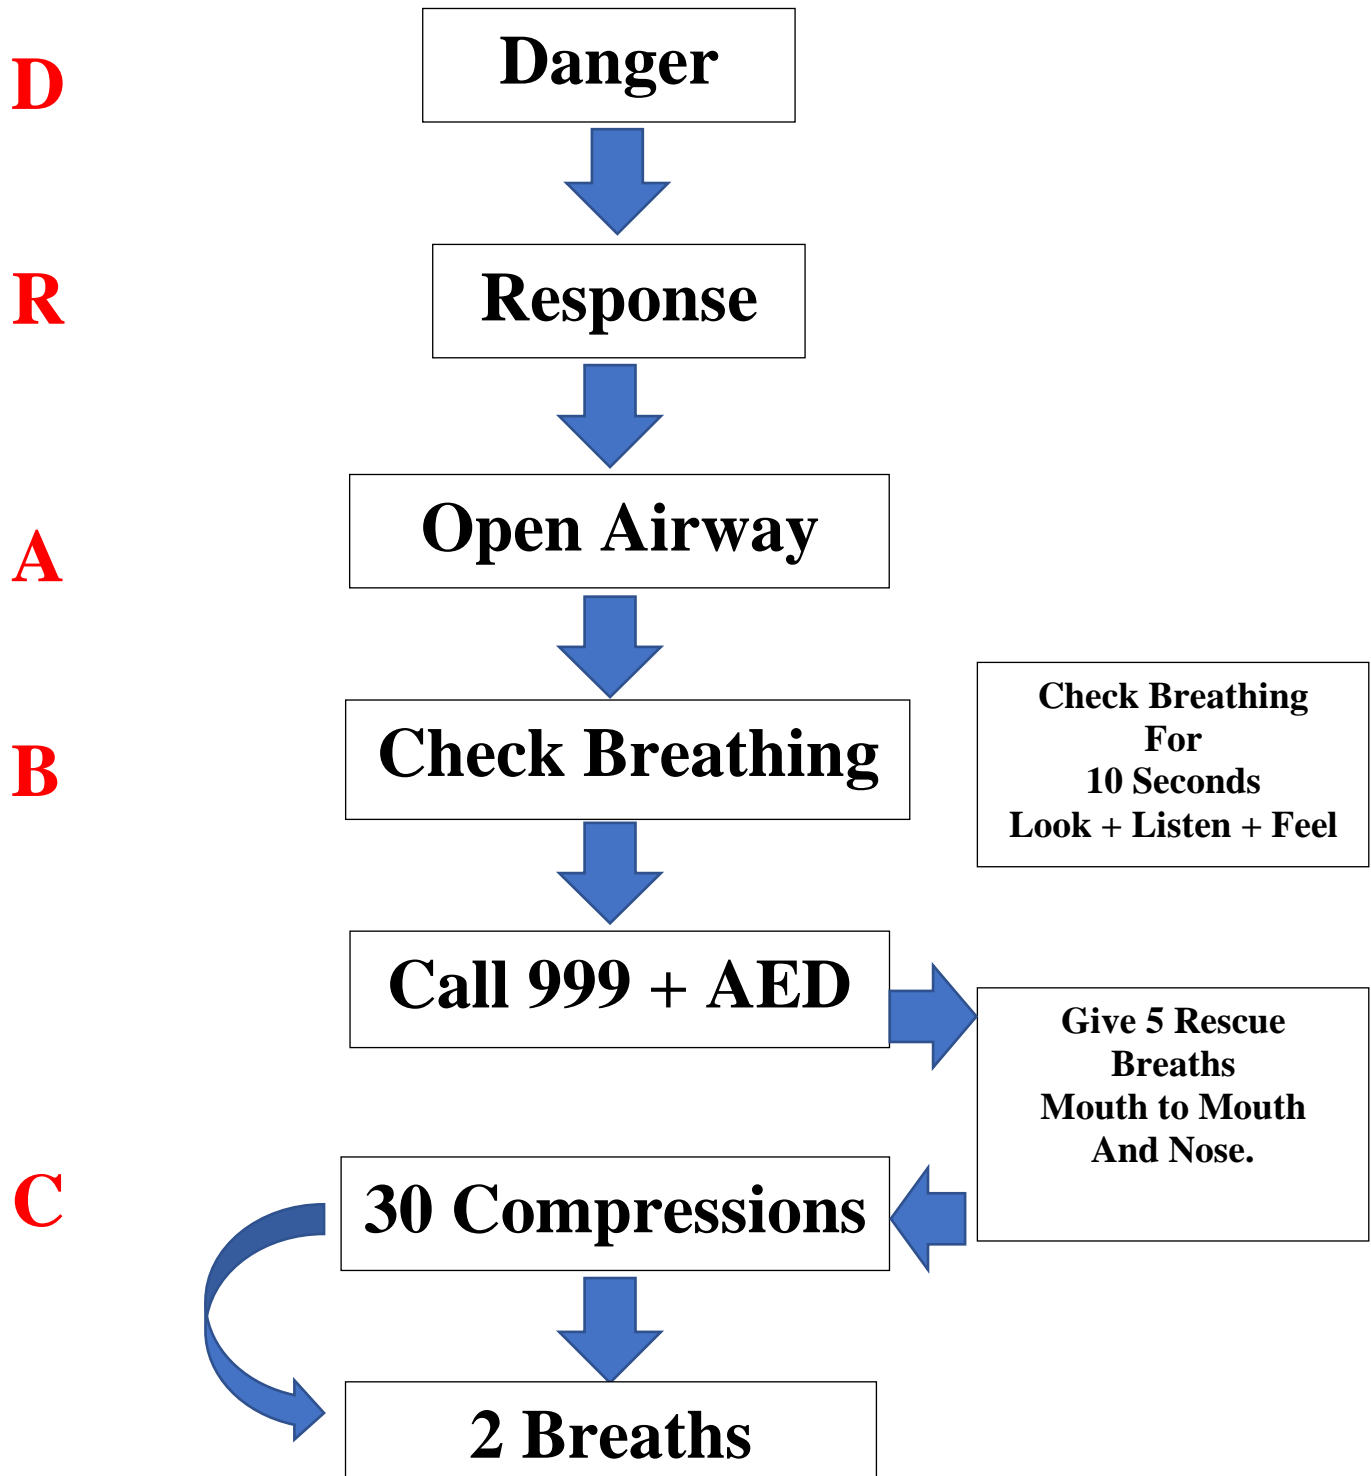 D
Danger
R
Response
A
Open Airway
B
Check Breathing
Check Breathing
For
10 Seconds
Look + Listen + Feel
Call 999 + AED
Give 5 Rescue
Breaths
Mouth to Mouth
And Nose.
C
30 Compressions
2 Breaths